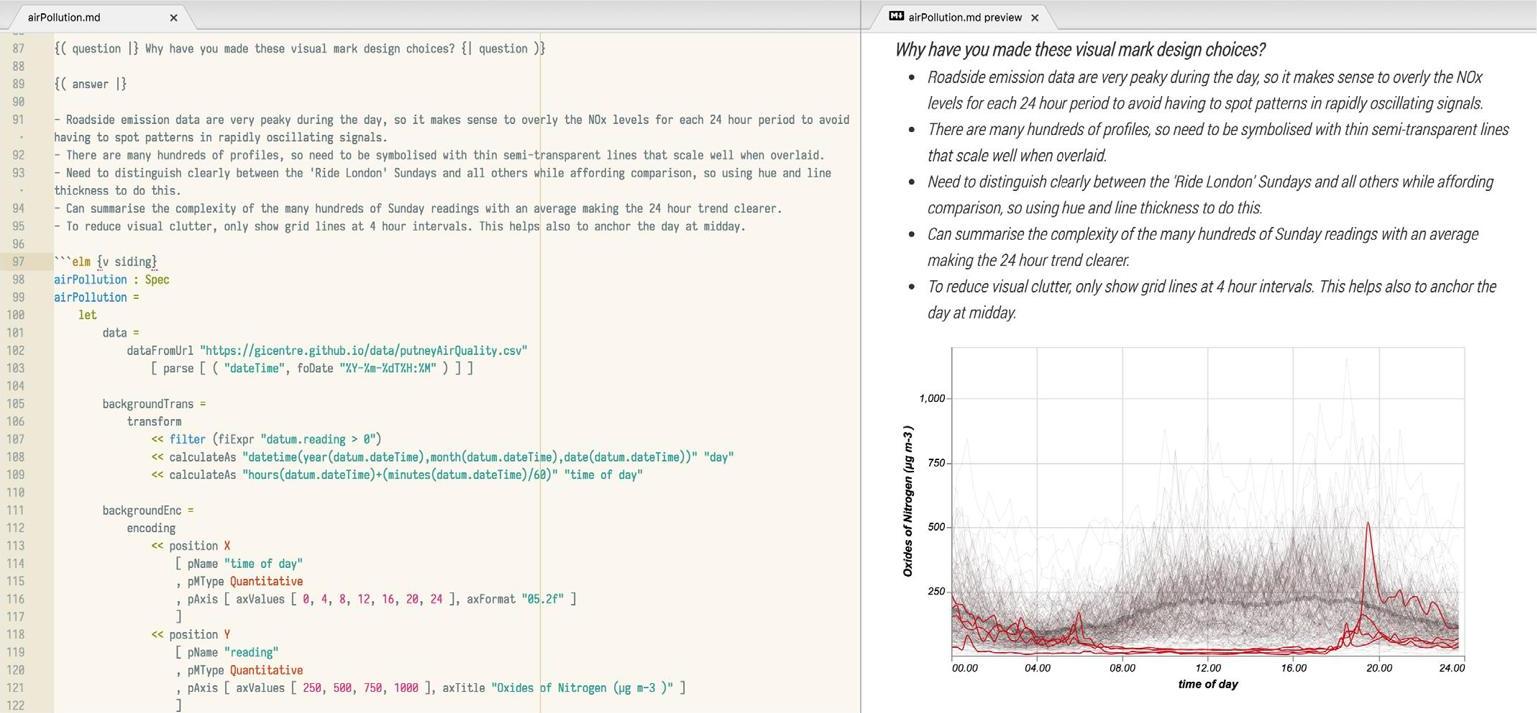 airPollution.md ×
87 {( question |} Why have you made these visual mark design choices? {| question )}
88
89 {( answer |}
90
91 - Roadside emission data are very peaky during the day, so it makes sense to overly the NOx levels for each 24 hour period to avoid
· having to spot patterns in rapidly oscillating signals.
92 - There are many hundreds of profiles, so need to be symbolised with thin semi-transparent lines that scale well when overlaid.
93 - Need to distinguish clearly between the 'Ride London' Sundays and all others while affording comparison, so using hue and line
· thickness to do this.
94 - Can summarise the complexity of the many hundreds of Sunday readings with an average making the 24 hour trend clearer.
95 - To reduce visual clutter, only show grid lines at 4 hour intervals. This helps also to anchor the day at midday.
96
97 ```elm {v siding}
98 airPollution : Spec
99 airPollution =
100 let
101 data =
102 dataFromUrl "https://gicentre.github.io/data/putneyAirQuality.csv"
103 [ parse [ ( "dateTime", foDate "%Y-%m-%dT%H:%M" ) ] ]
104
105 backgroundTrans =
106 transform
107 << filter (fiExpr "datum.reading > 0")
108 << calculateAs "datetime(year(datum.dateTime),month(datum.dateTime),date(datum.dateTime))" "day"
109 << calculateAs "hours(datum.dateTime)+(minutes(datum.dateTime)/60)" "time of day"
110
111 backgroundEnc =
112 encoding
113 << position X
114 [ pName "time of day"
115 , pMType Quantitative
116 , pAxis [ axValues [ 0, 4, 8, 12, 16, 20, 24 ], axFormat "05.2f" ]
117 ]
118 << position Y
119 [ pName "reading"
120 , pMType Quantitative
121 , pAxis [ axValues [ 250, 500, 750, 1000 ], axTitle "Oxides of Nitrogen (µg m-3 )" ]
122 ]
M↓ airPollution.md preview ×
Why have you made these visual mark design choices?
• Roadside emission data are very peaky during the day, so it makes sense to overly the NOx
levels for each 24 hour period to avoid having to spot patterns in rapidly oscillating signals.
• There are many hundreds of profiles, so need to be symbolised with thin semi-transparent lines
that scale well when overlaid.
• Need to distinguish clearly between the 'Ride London' Sundays and all others while affording
comparison, so using hue and line thickness to do this.
• Can summarise the complexity of the many hundreds of Sunday readings with an average
making the 24 hour trend clearer.
• To reduce visual clutter, only show grid lines at 4 hour intervals. This helps also to anchor the
day at midday.
Oxides of Nitrogen (µg m-3 )
1,000
750
500
250
00.00 04.00 08.00 12.00 16.00 20.00 24.00
time of day